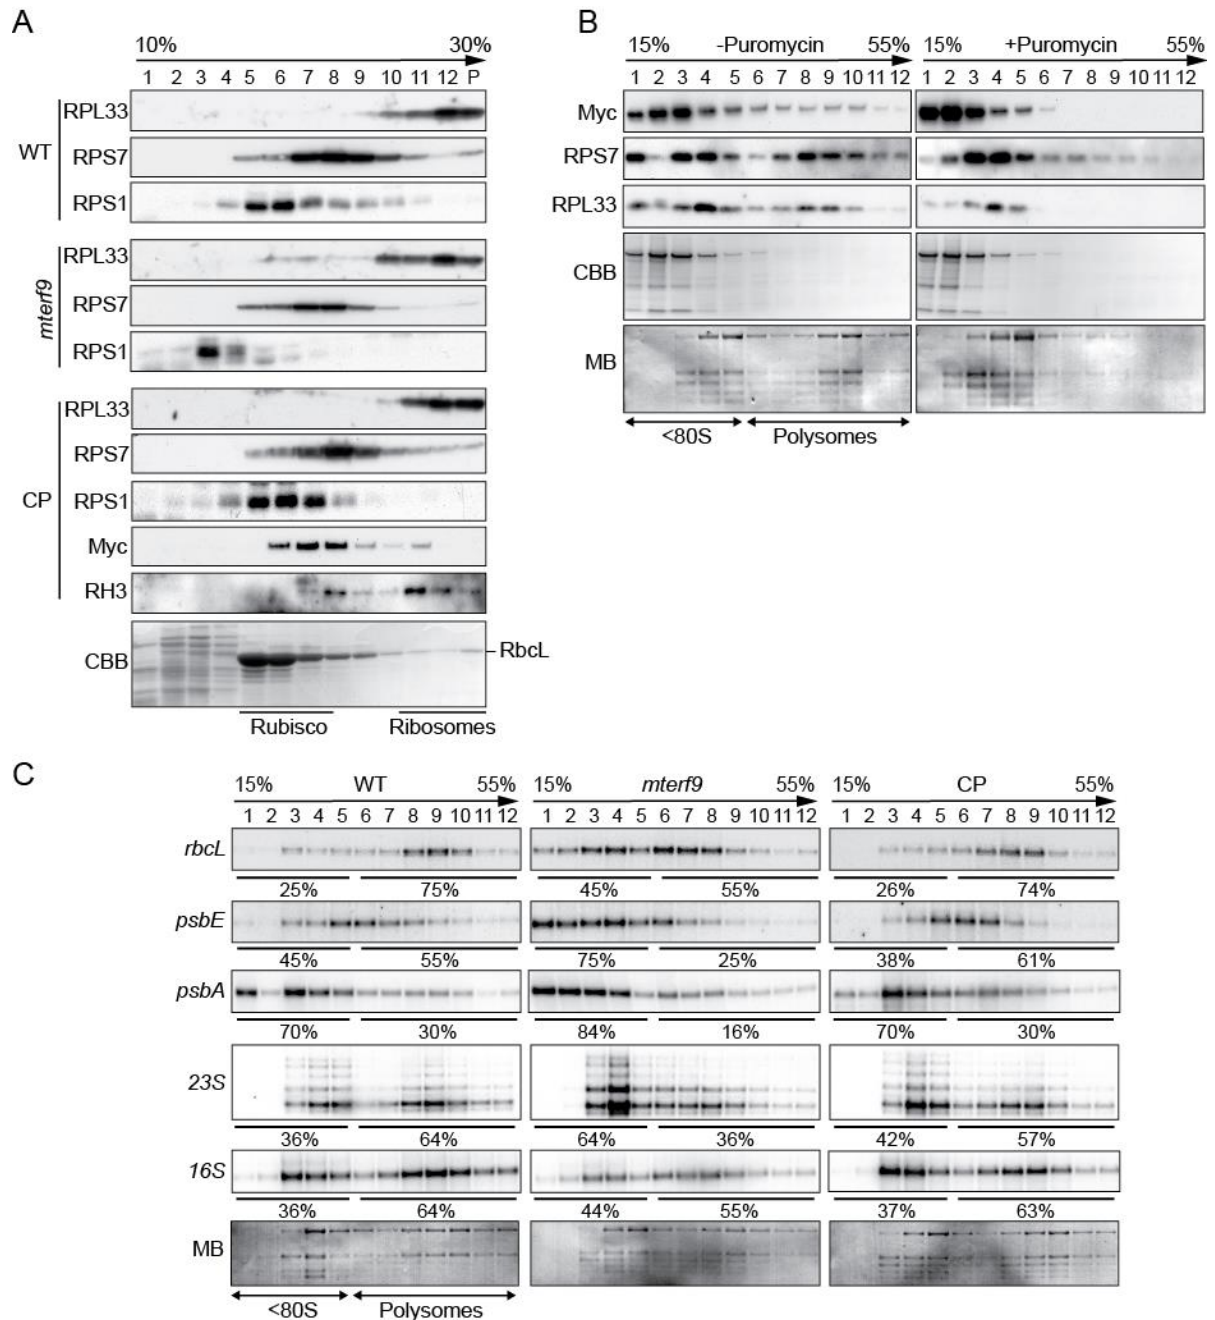 A
10% 30%
1 2 3 4 5 6 7 8 9 10 11 12 P
WT
RPL33
RPS7
RPS1
mterf9
RPL33
RPS7
RPS1
CP
RPL33
RPS7
RPS1
Myc
RH3
CBB RbcL
Rubisco Ribosomes
B
15% -Puromycin 55% 15% +Puromycin 55%
1 2 3 4 5 6 7 8 9 10 11 12 1 2 3 4 5 6 7 8 9 10 11 12
Myc
RPS7
RPL33
CBB
MB
<80S Polysomes
C
15% WT 55% 15% mterf9 55% 15% CP 55%
1 2 3 4 5 6 7 8 9 10 11 12 1 2 3 4 5 6 7 8 9 10 11 12 1 2 3 4 5 6 7 8 9 10 11 12
rbcL
25% 75% 45% 55% 26% 74%
psbE
45% 55% 75% 25% 38% 61%
psbA
70% 30% 84% 16% 70% 30%
23S
36% 64% 64% 36% 42% 57%
16S
36% 64% 44% 55% 37% 63%
MB
<80S Polysomes